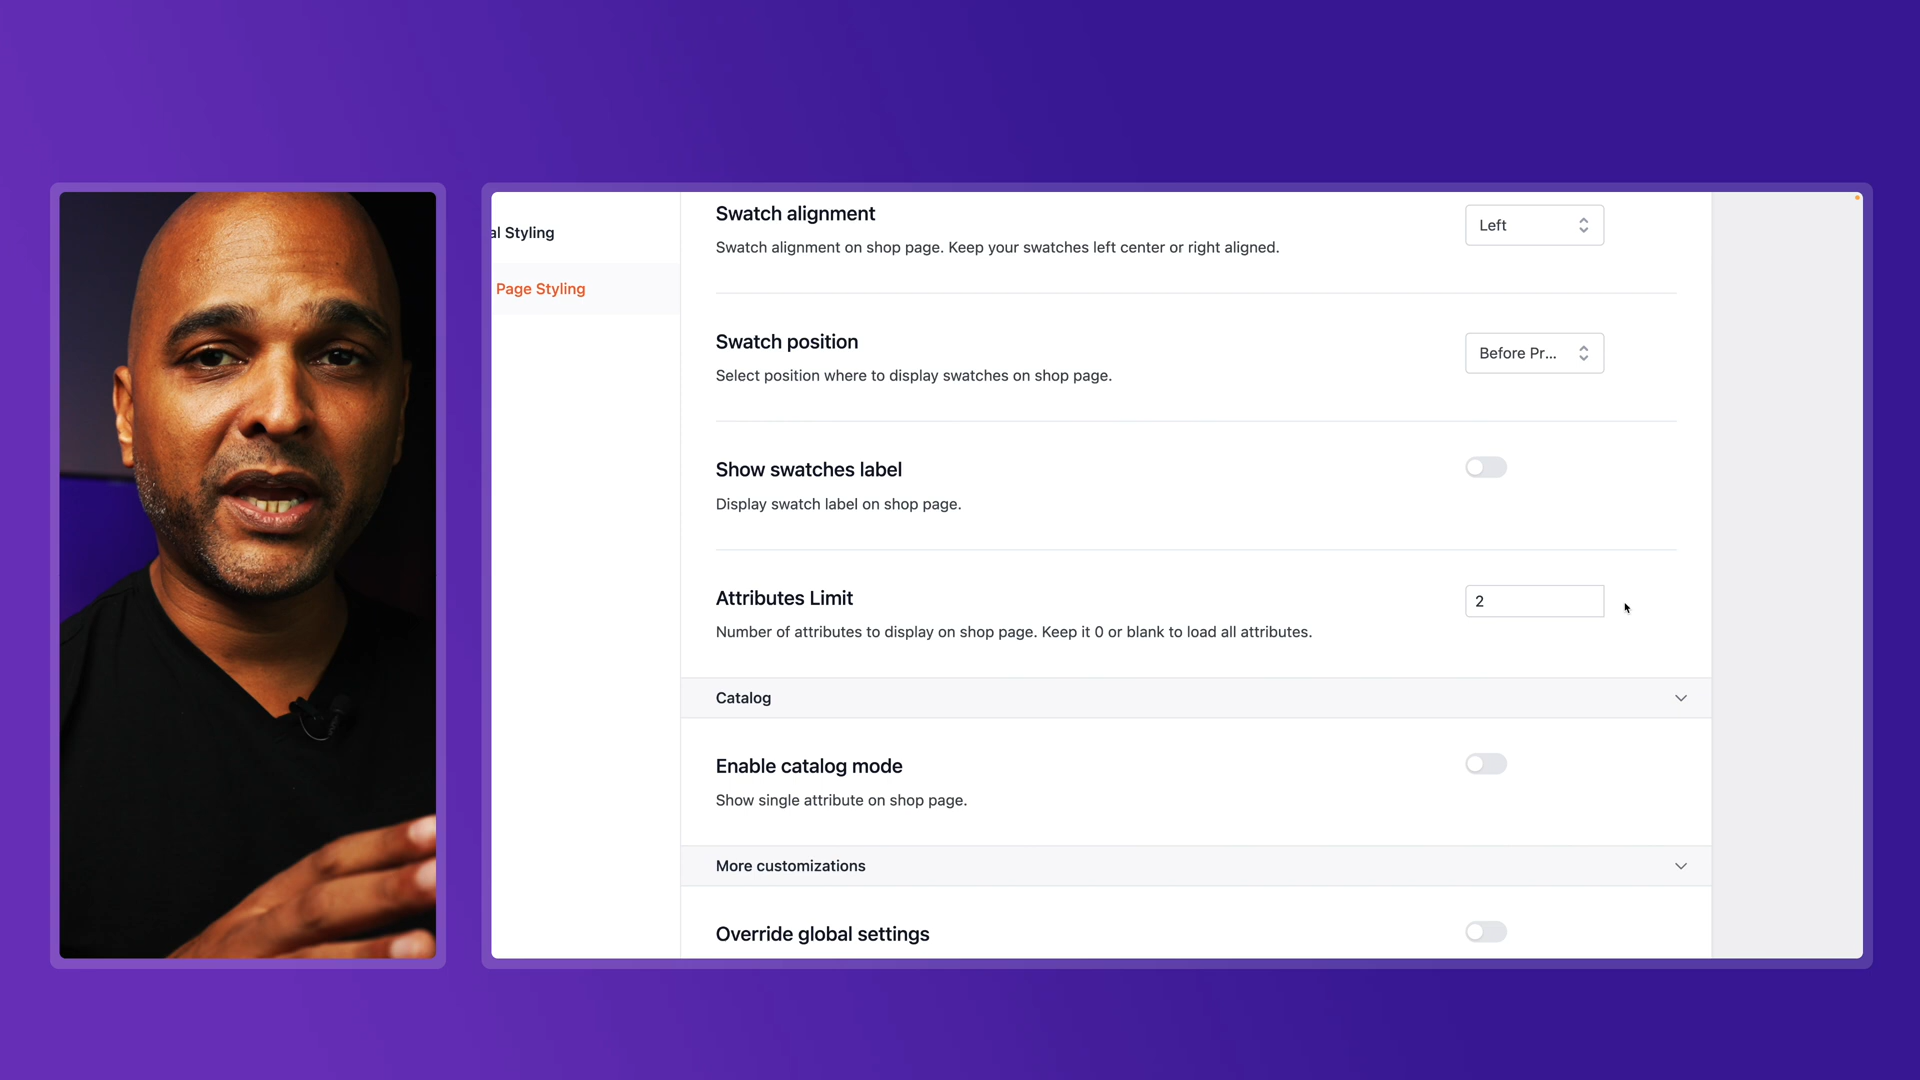 al Styling
Page Styling
Swatch alignment
Left
Swatch alignment on shop page. Keep your swatches left center or right aligned.
Swatch position
Before Pr...
Select position where to display swatches on shop page.
Show swatches label
Display swatch label on shop page.
Attributes Limit
2
Number of attributes to display on shop page. Keep it 0 or blank to load all attributes.
Catalog
Enable catalog mode
Show single attribute on shop page.
More customizations
Override global settings